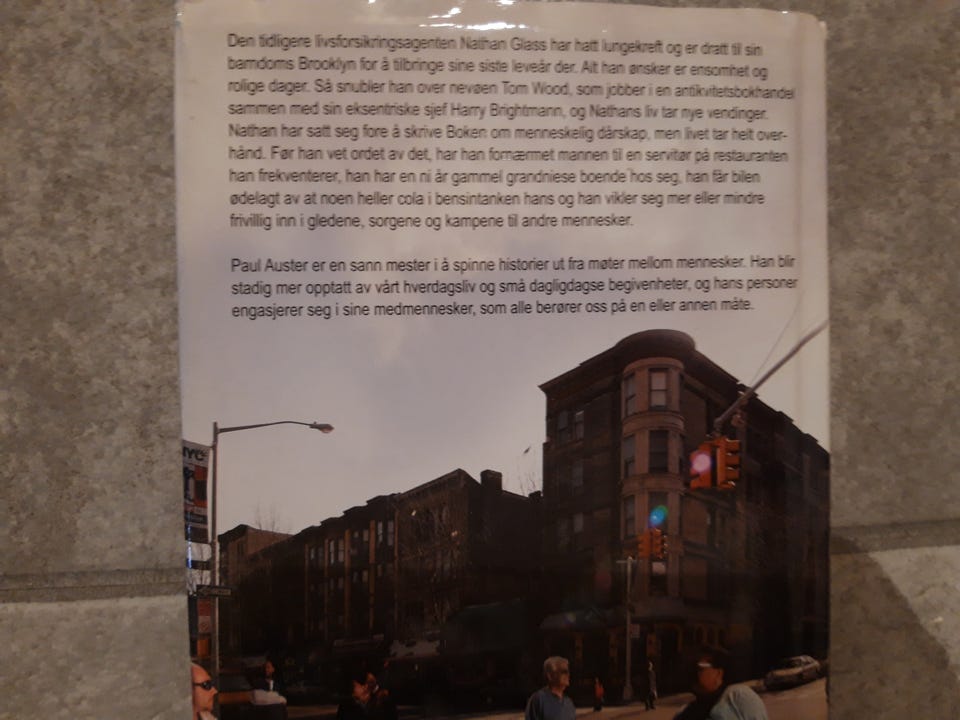 Den tidligere livsforsikringsagenten Nathan Glass har hatt lungekreft og er dratt til sin
barndoms Brooklyn for å tilbringe sine siste leveår der. Alt han ønsker er ensomhet og
rolige dager. Så snubler han over nevøen Tom Wood, som jobber i en antikvitetsbokhandel
sammen med sin eksentriske sjef Harry Brightmann, og Nathans liv tar nye vendinger.
Nathan har satt seg fore å skrive Boken om menneskelig dårskap, men livet tar helt over-
hånd. Før han vet ordet av det, har han fornærmet mannen til en servitør på restauranten
han frekventerer, han har en ni år gammel grandniese boende hos seg, han får bilen
ødelagt av at noen heller cola i bensintanken hans og han vikler seg mer eller mindre
frivillig inn i gledene, sorgene og kampene til andre mennesker.
Paul Auster er en sann mester i å spinne historier ut fra møter mellom mennesker. Han blir
stadig mer opptatt av vårt hverdagsliv og små dagligdagse begivenheter, og hans personer
engasjerer seg i sine medmennesker, som alle berører oss på en eller annen måte.
NYC